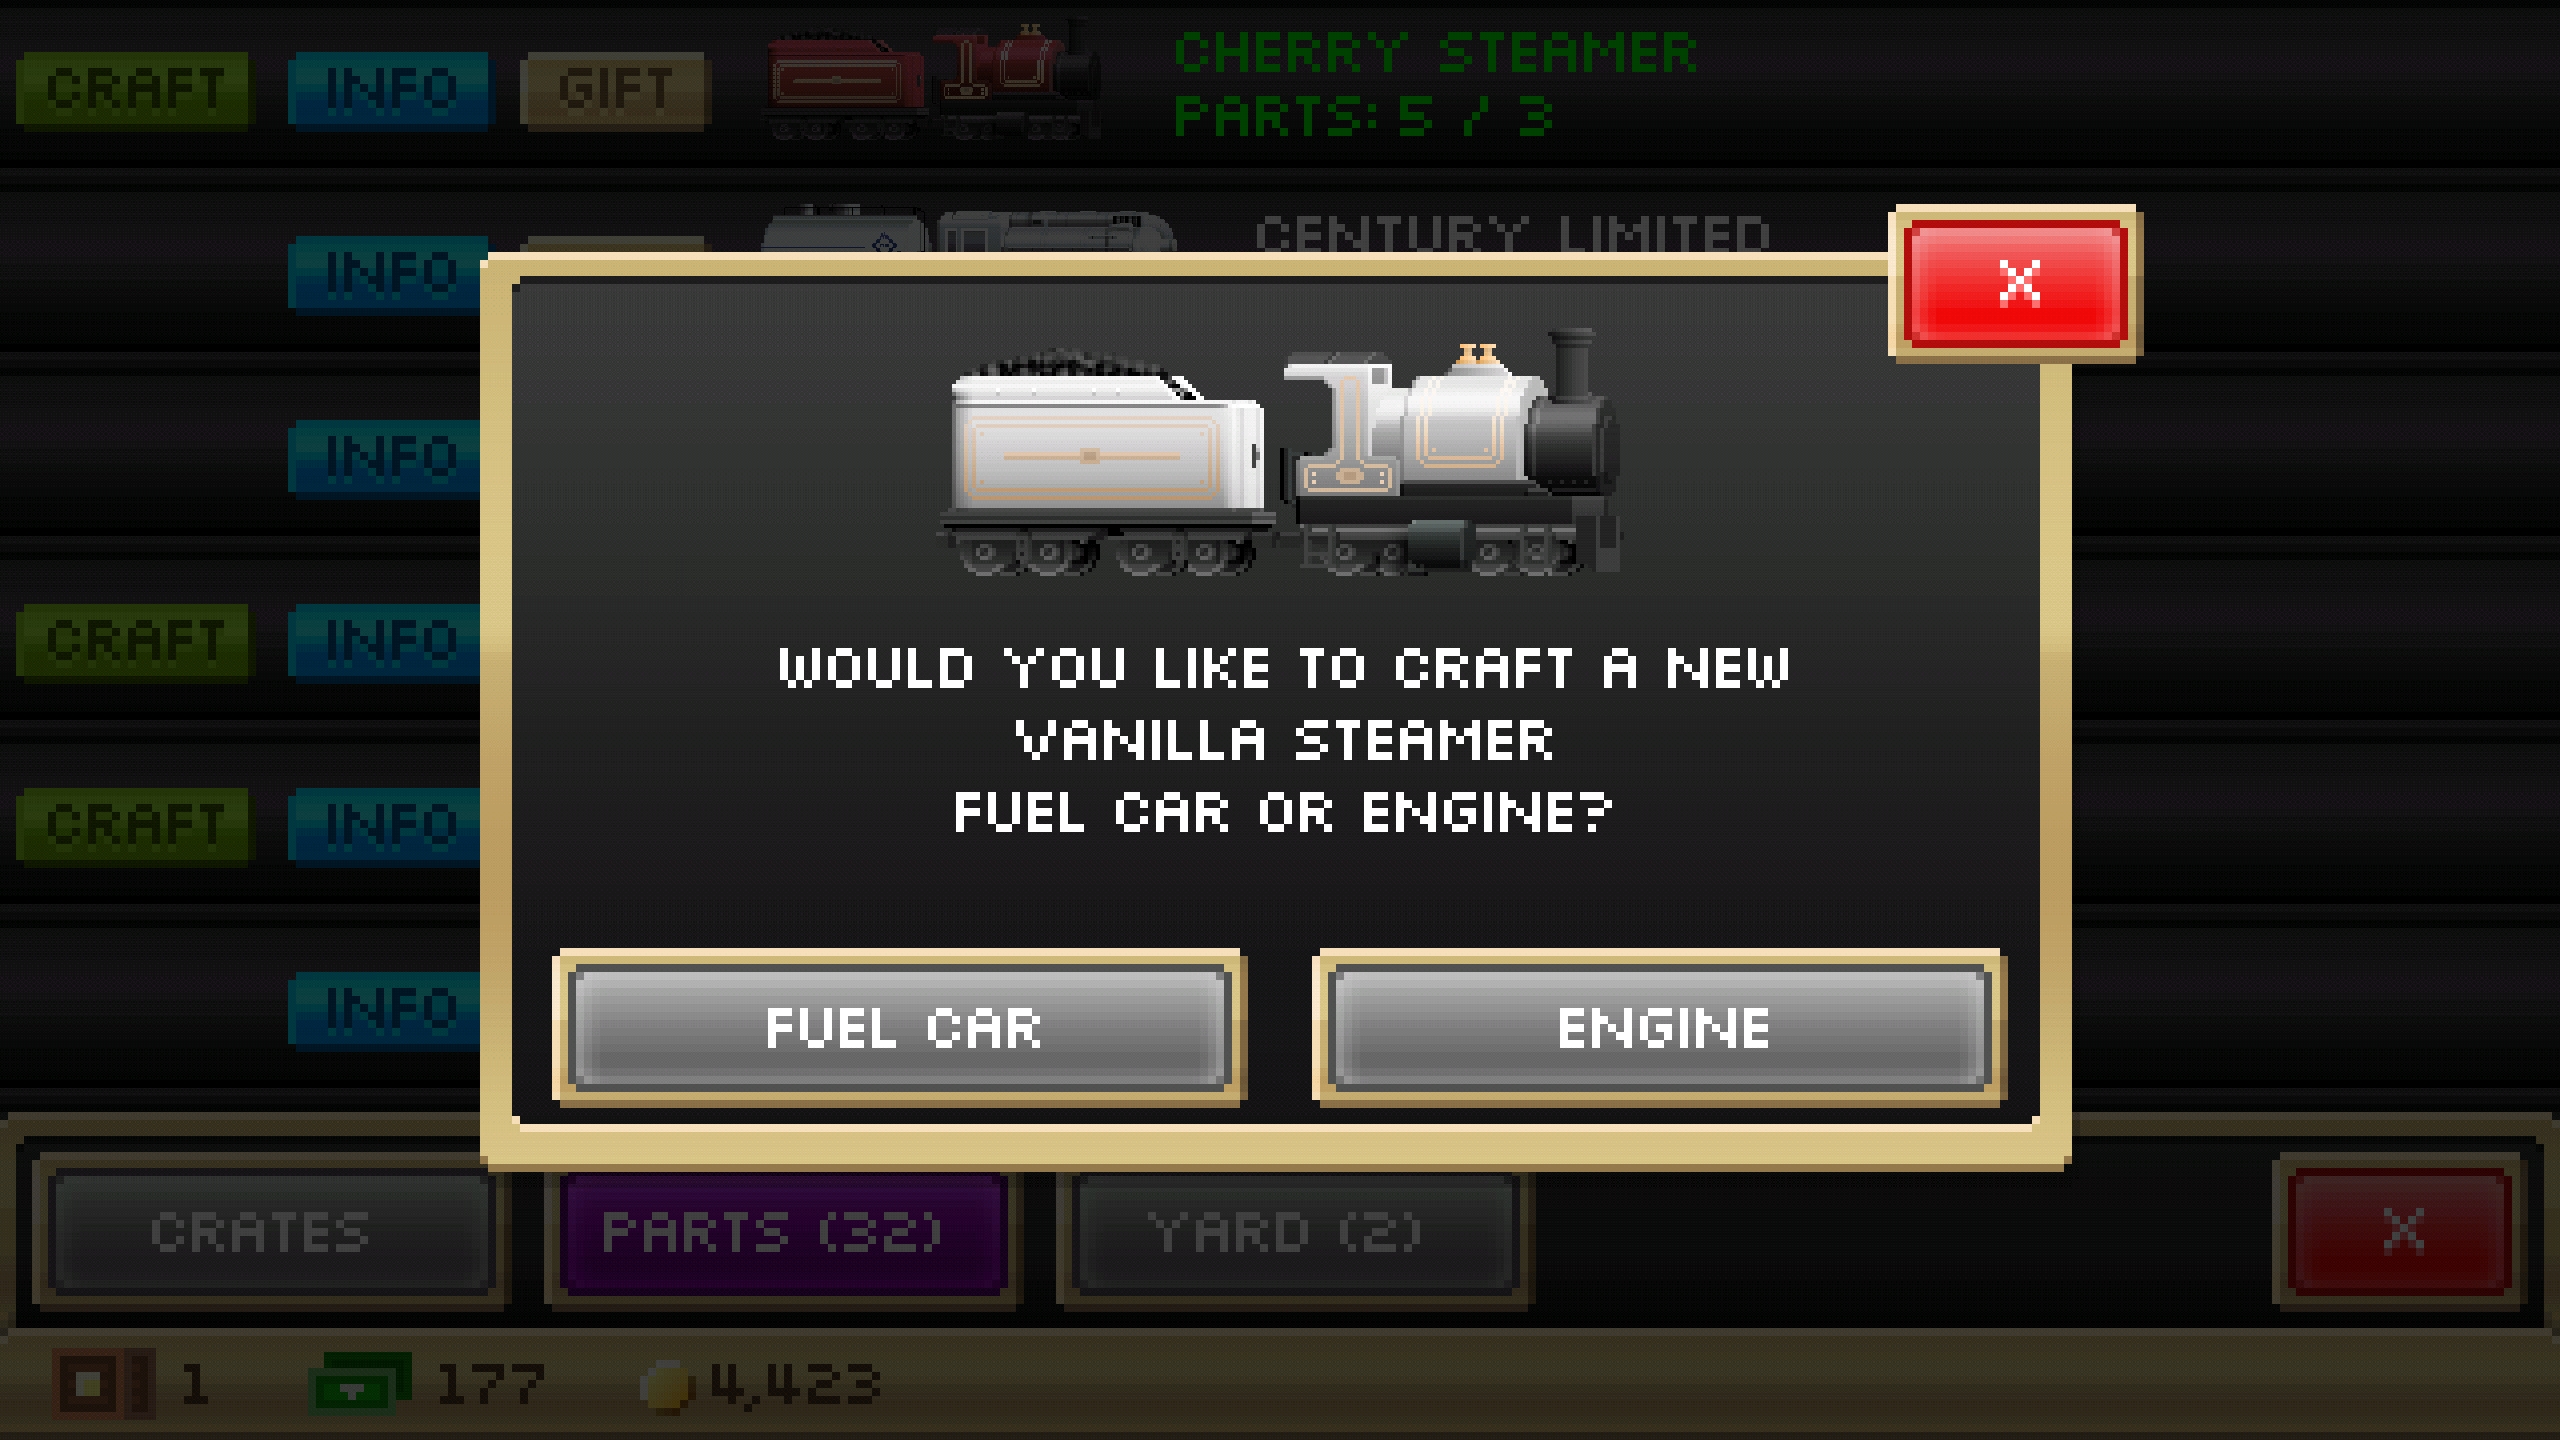 CRAFT INFO GIFT CHERRY STEAMER
PARTS: 5 / 3
INFO CENTURY LIMITED
X
INFO
CRAFT INFO
CRAFT INFO
INFO
WOULD YOU LIKE TO CRAFT A NEW
VANILLA STEAMER
FUEL CAR OR ENGINE?
FUEL CAR ENGINE
CRATES PARTS (32) YARD (2) X
1 177 4,423